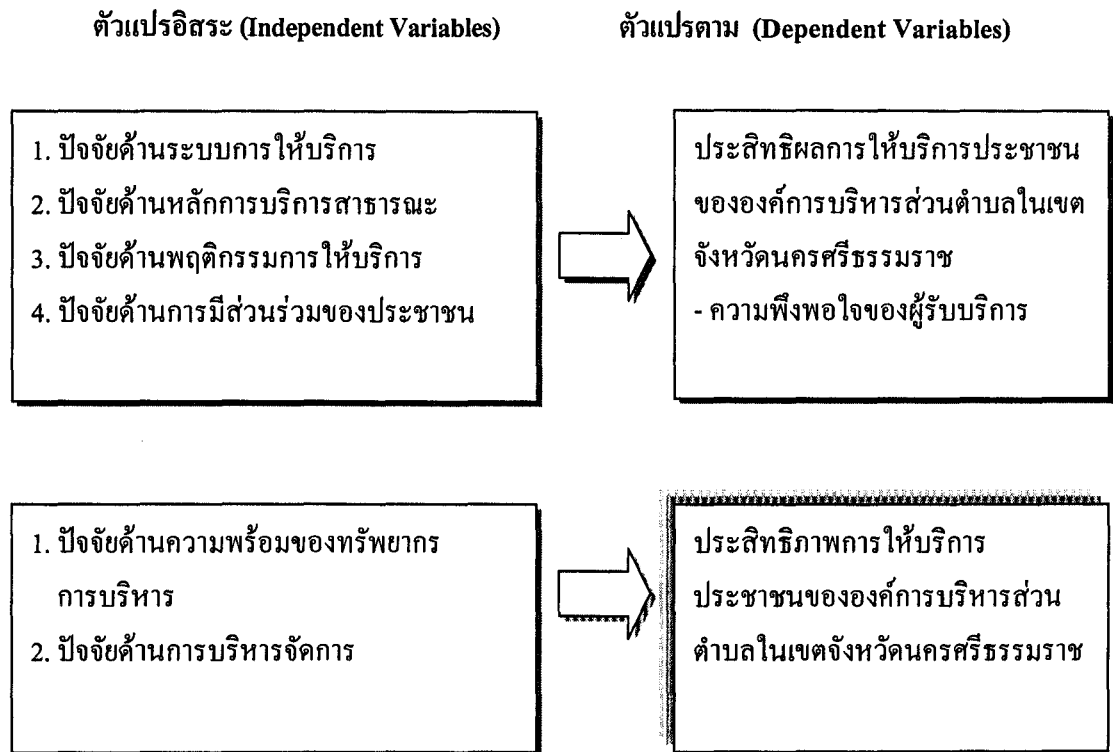 ตัวแปรอิสระ (Independent Variables)
ตัวแปรตาม (Dependent Variables)
1. ปัจจัยด้านระบบการให้บริการ
2. ปัจจัยด้านหลักการบริการสาธารณะ
3. ปัจจัยด้านพฤติกรรมการให้บริการ
4. ปัจจัยด้านการมีส่วนร่วมของประชาชน
ประสิทธิผลการให้บริการประชาชน
ขององค์การบริหารส่วนตำบลในเขต
จังหวัดนครศรีธรรมราช
- ความพึงพอใจของผู้รับบริการ
1. ปัจจัยด้านความพร้อมของทรัพยากร
การบริหาร
2. ปัจจัยด้านการบริหารจัดการ
ประสิทธิภาพการให้บริการ
ประชาชนขององค์การบริหารส่วน
ตำบลในเขตจังหวัดนครศรีธรรมราช